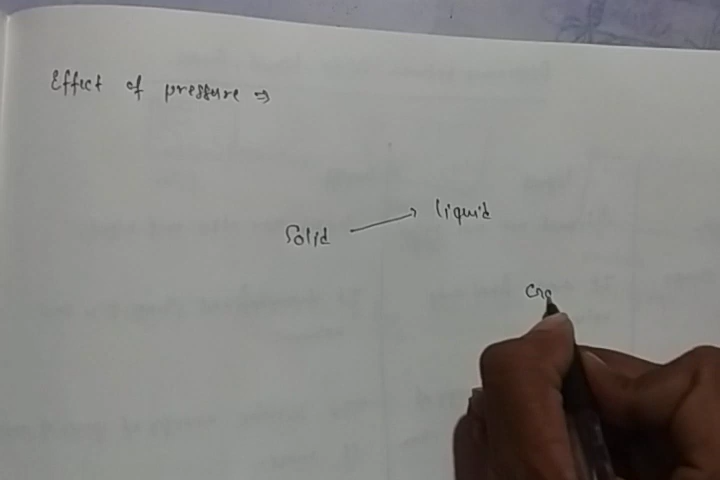 Effect of pressure ⇒
Solid → liquid